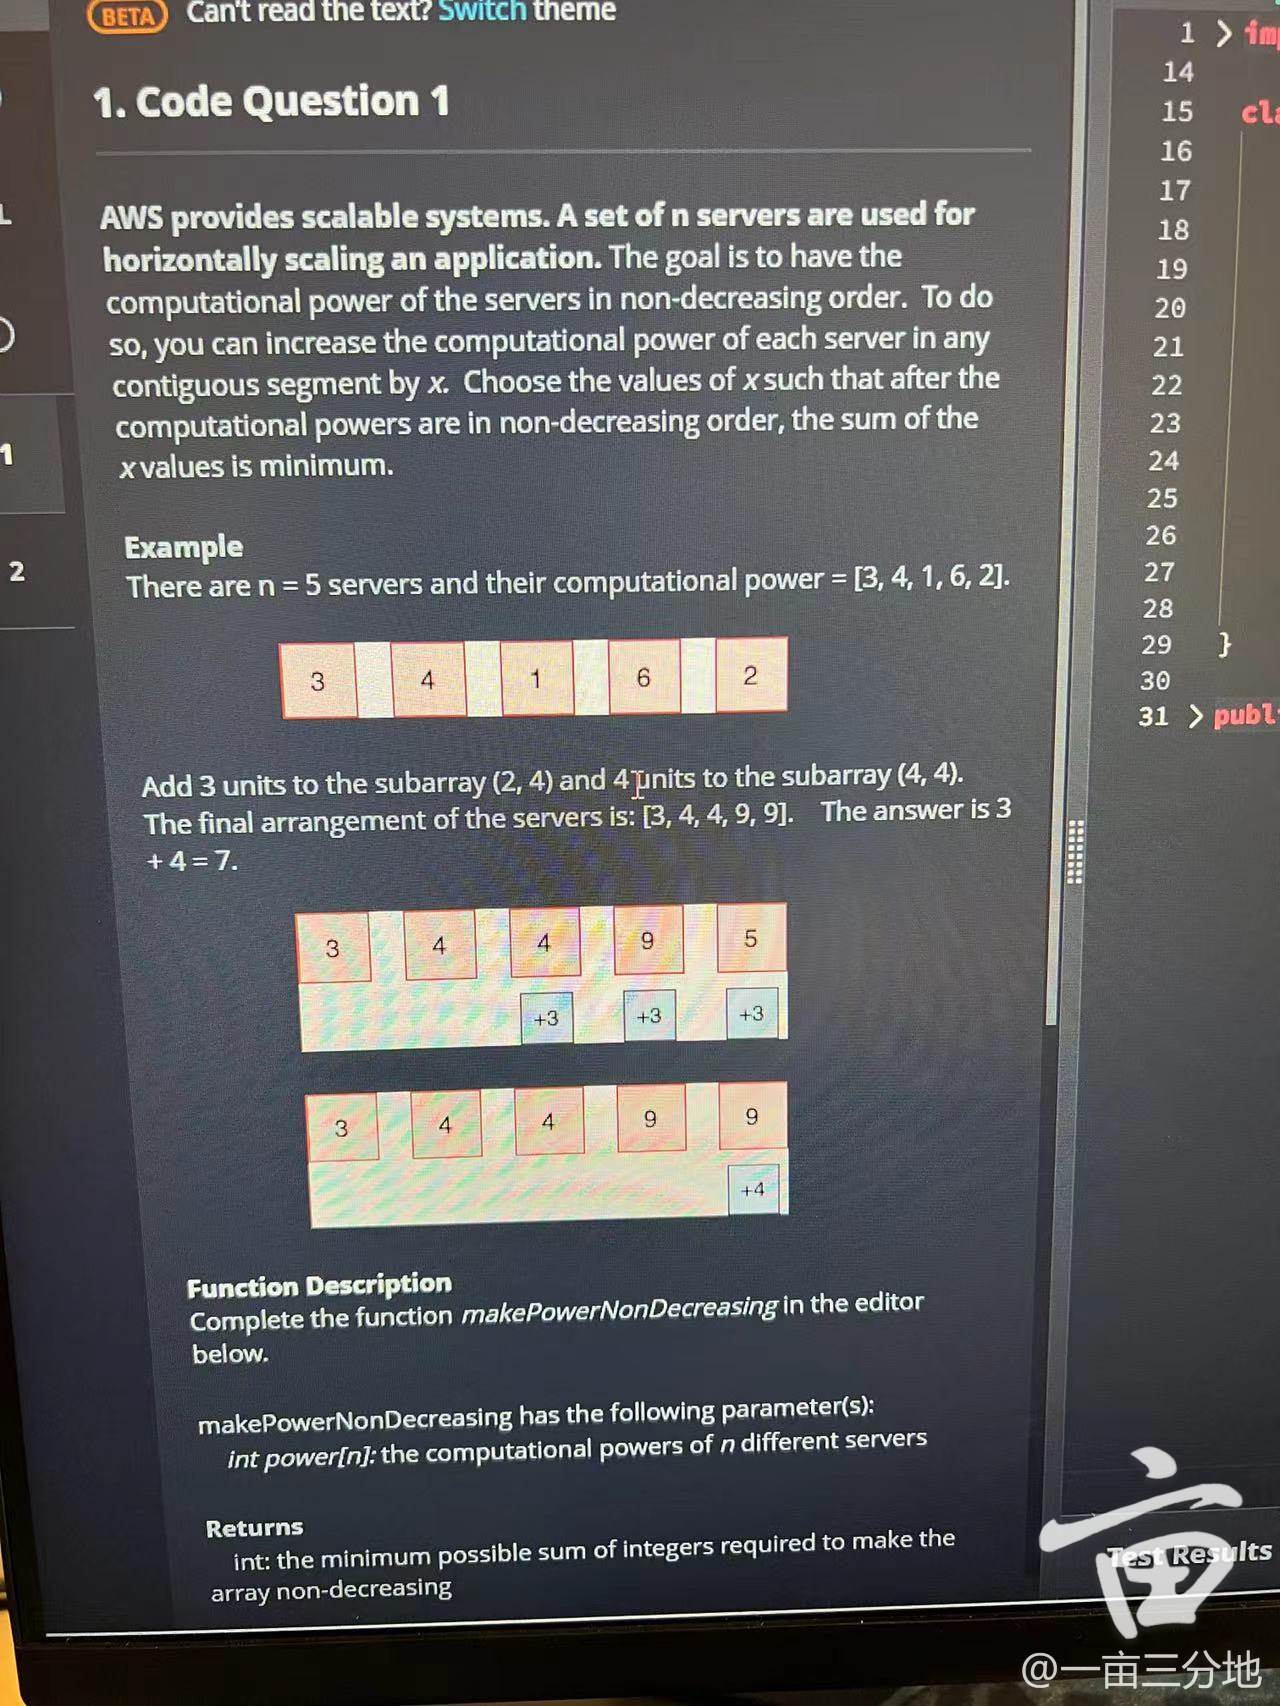 BETA Can't read the text? Switch theme
1. Code Question 1
AWS provides scalable systems. A set of n servers are used for
horizontally scaling an application. The goal is to have the
computational power of the servers in non-decreasing order. To do
so, you can increase the computational power of each server in any
contiguous segment by x. Choose the values of x such that after the
computational powers are in non-decreasing order, the sum of the
x values is minimum.
Example
There are n = 5 servers and their computational power = [3, 4, 1, 6, 2].
3 4 1 6 2
Add 3 units to the subarray (2, 4) and 4 units to the subarray (4, 4).
The final arrangement of the servers is: [3, 4, 4, 9, 9]. The answer is 3
+ 4 = 7.
3 4 4 9 5
+3 +3 +3
3 4 4 9 9
+4
Function Description
Complete the function makePowerNonDecreasing in the editor
below.
makePowerNonDecreasing has the following parameter(s):
int power[n]: the computational powers of n different servers
Returns
int: the minimum possible sum of integers required to make the
array non-decreasing
1
2
1 > im
14
15 cla
16
17
18
19
20
21
22
23
24
25
26
27
28
29 }
30
31 > publ
Test Results
亩
@一亩三分地